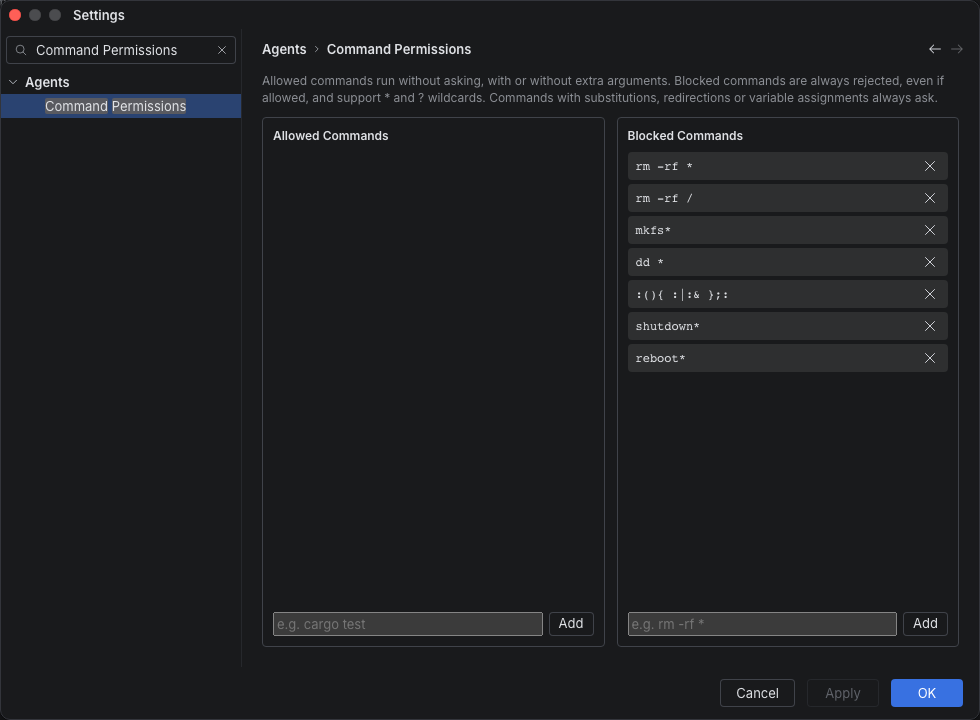 Settings
Command Permissions
Agents
Command Permissions
Agents › Command Permissions
Allowed commands run without asking, with or without extra arguments. Blocked commands are always rejected, even if
allowed, and support * and ? wildcards. Commands with substitutions, redirections or variable assignments always ask.
Allowed Commands
e.g. cargo test
Add
Blocked Commands
rm -rf *
rm -rf /
mkfs*
dd *
:(){ :|:& };:
shutdown*
reboot*
e.g. rm -rf *
Add
Cancel
Apply
OK